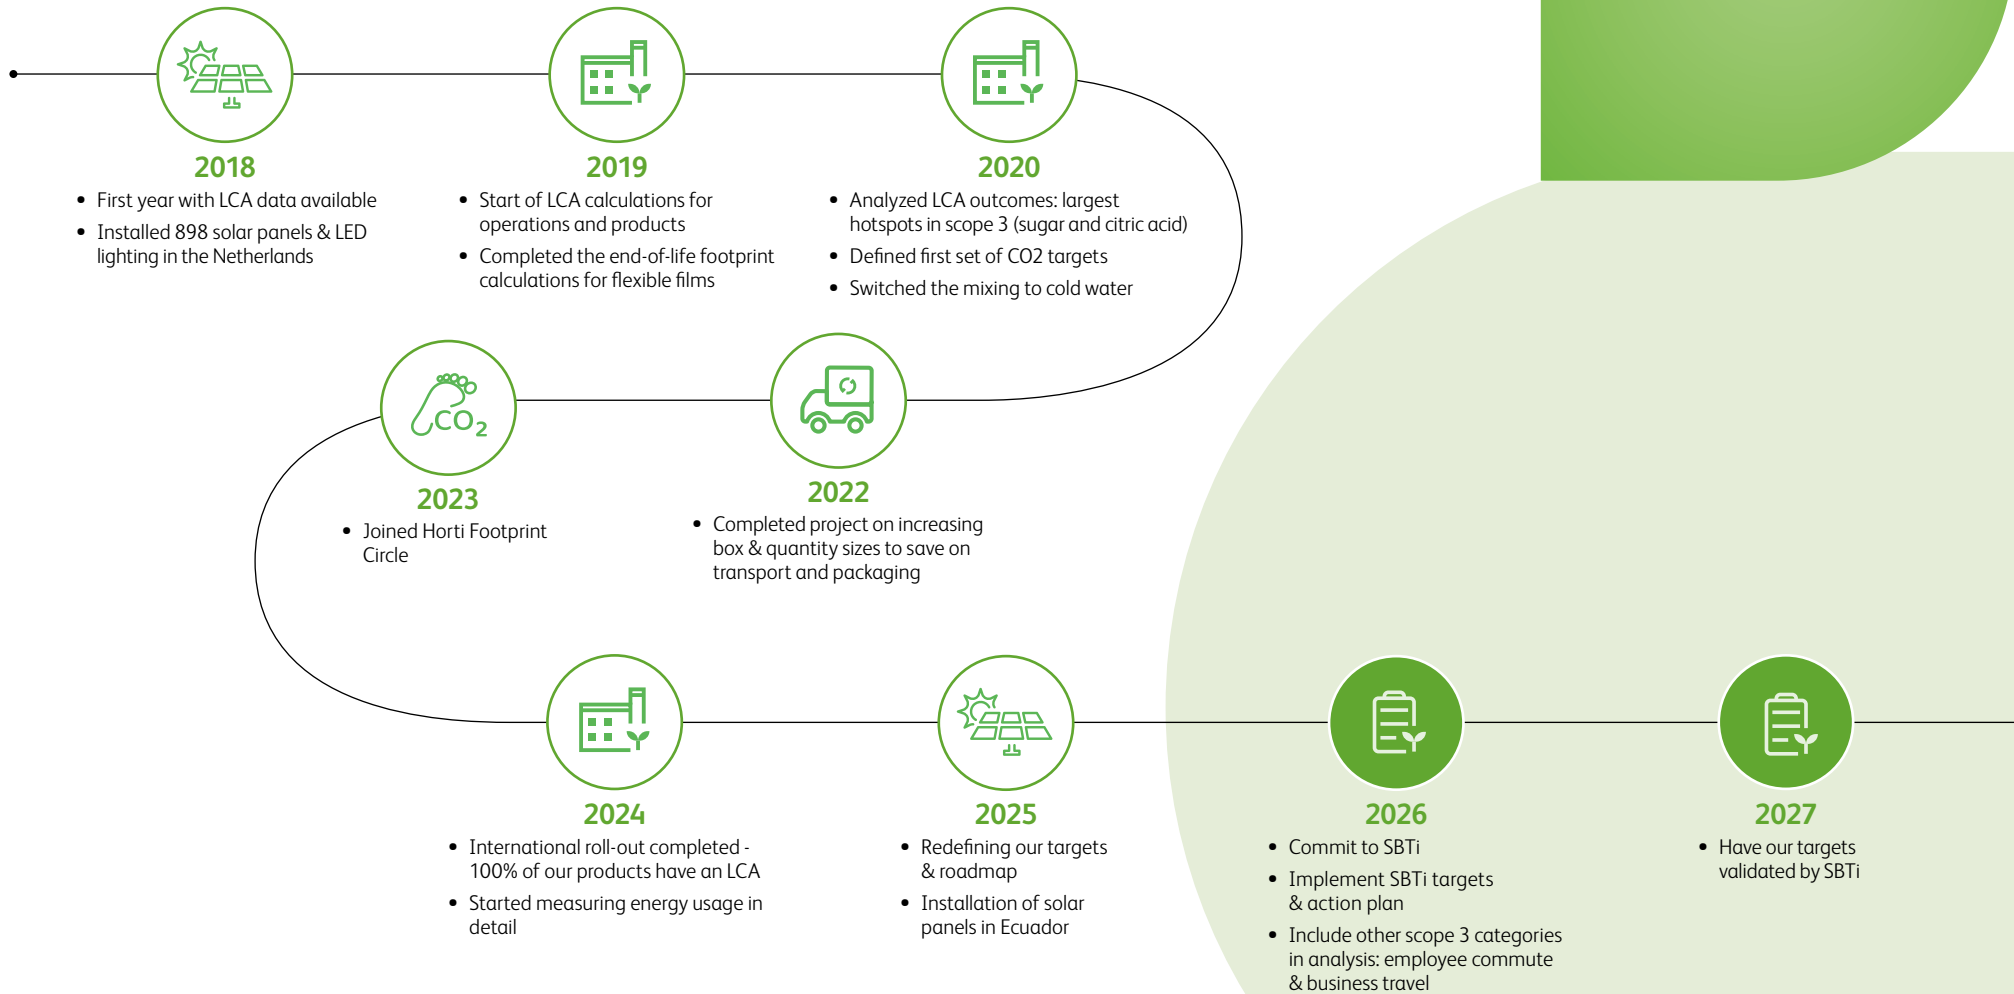 2018
• First year with LCA data available
• Installed 898 solar panels & LED
lighting in the Netherlands
2019
• Start of LCA calculations for
operations and products
• Completed the end-of-life footprint
calculations for flexible films
2020
• Analyzed LCA outcomes: largest
hotspots in scope 3 (sugar and citric acid)
• Defined first set of CO2 targets
• Switched the mixing to cold water
2022
• Completed project on increasing
box & quantity sizes to save on
transport and packaging
CO2
2023
• Joined Horti Footprint
Circle
2024
• International roll-out completed -
100% of our products have an LCA
• Started measuring energy usage in
detail
2025
• Redefining our targets
& roadmap
• Installation of solar
panels in Ecuador
2026
• Commit to SBTi
• Implement SBTi targets
& action plan
• Include other scope 3 categories
in analysis: employee commute
& business travel
2027
• Have our targets
validated by SBTi